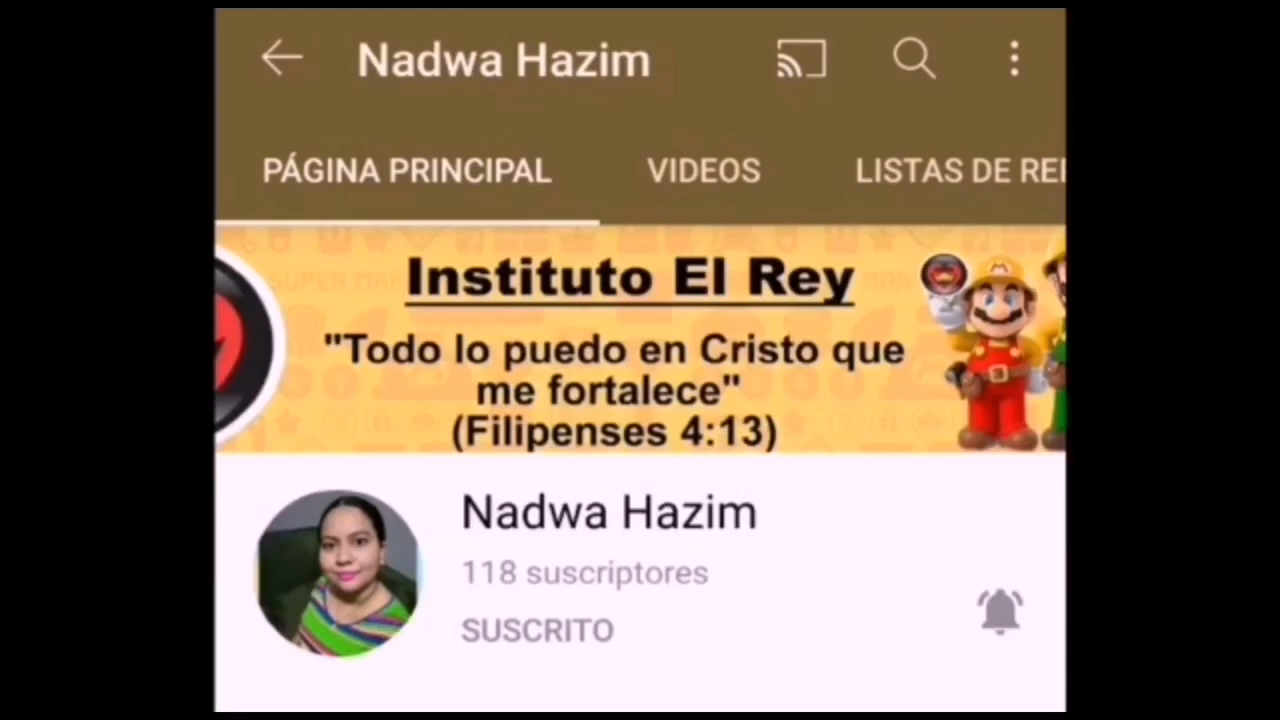 Nadwa Hazim
PÁGINA PRINCIPAL VIDEOS LISTAS DE REI
Instituto El Rey
"Todo lo puedo en Cristo que
me fortalece"
(Filipenses 4:13)
Nadwa Hazim
118 suscriptores
SUSCRITO